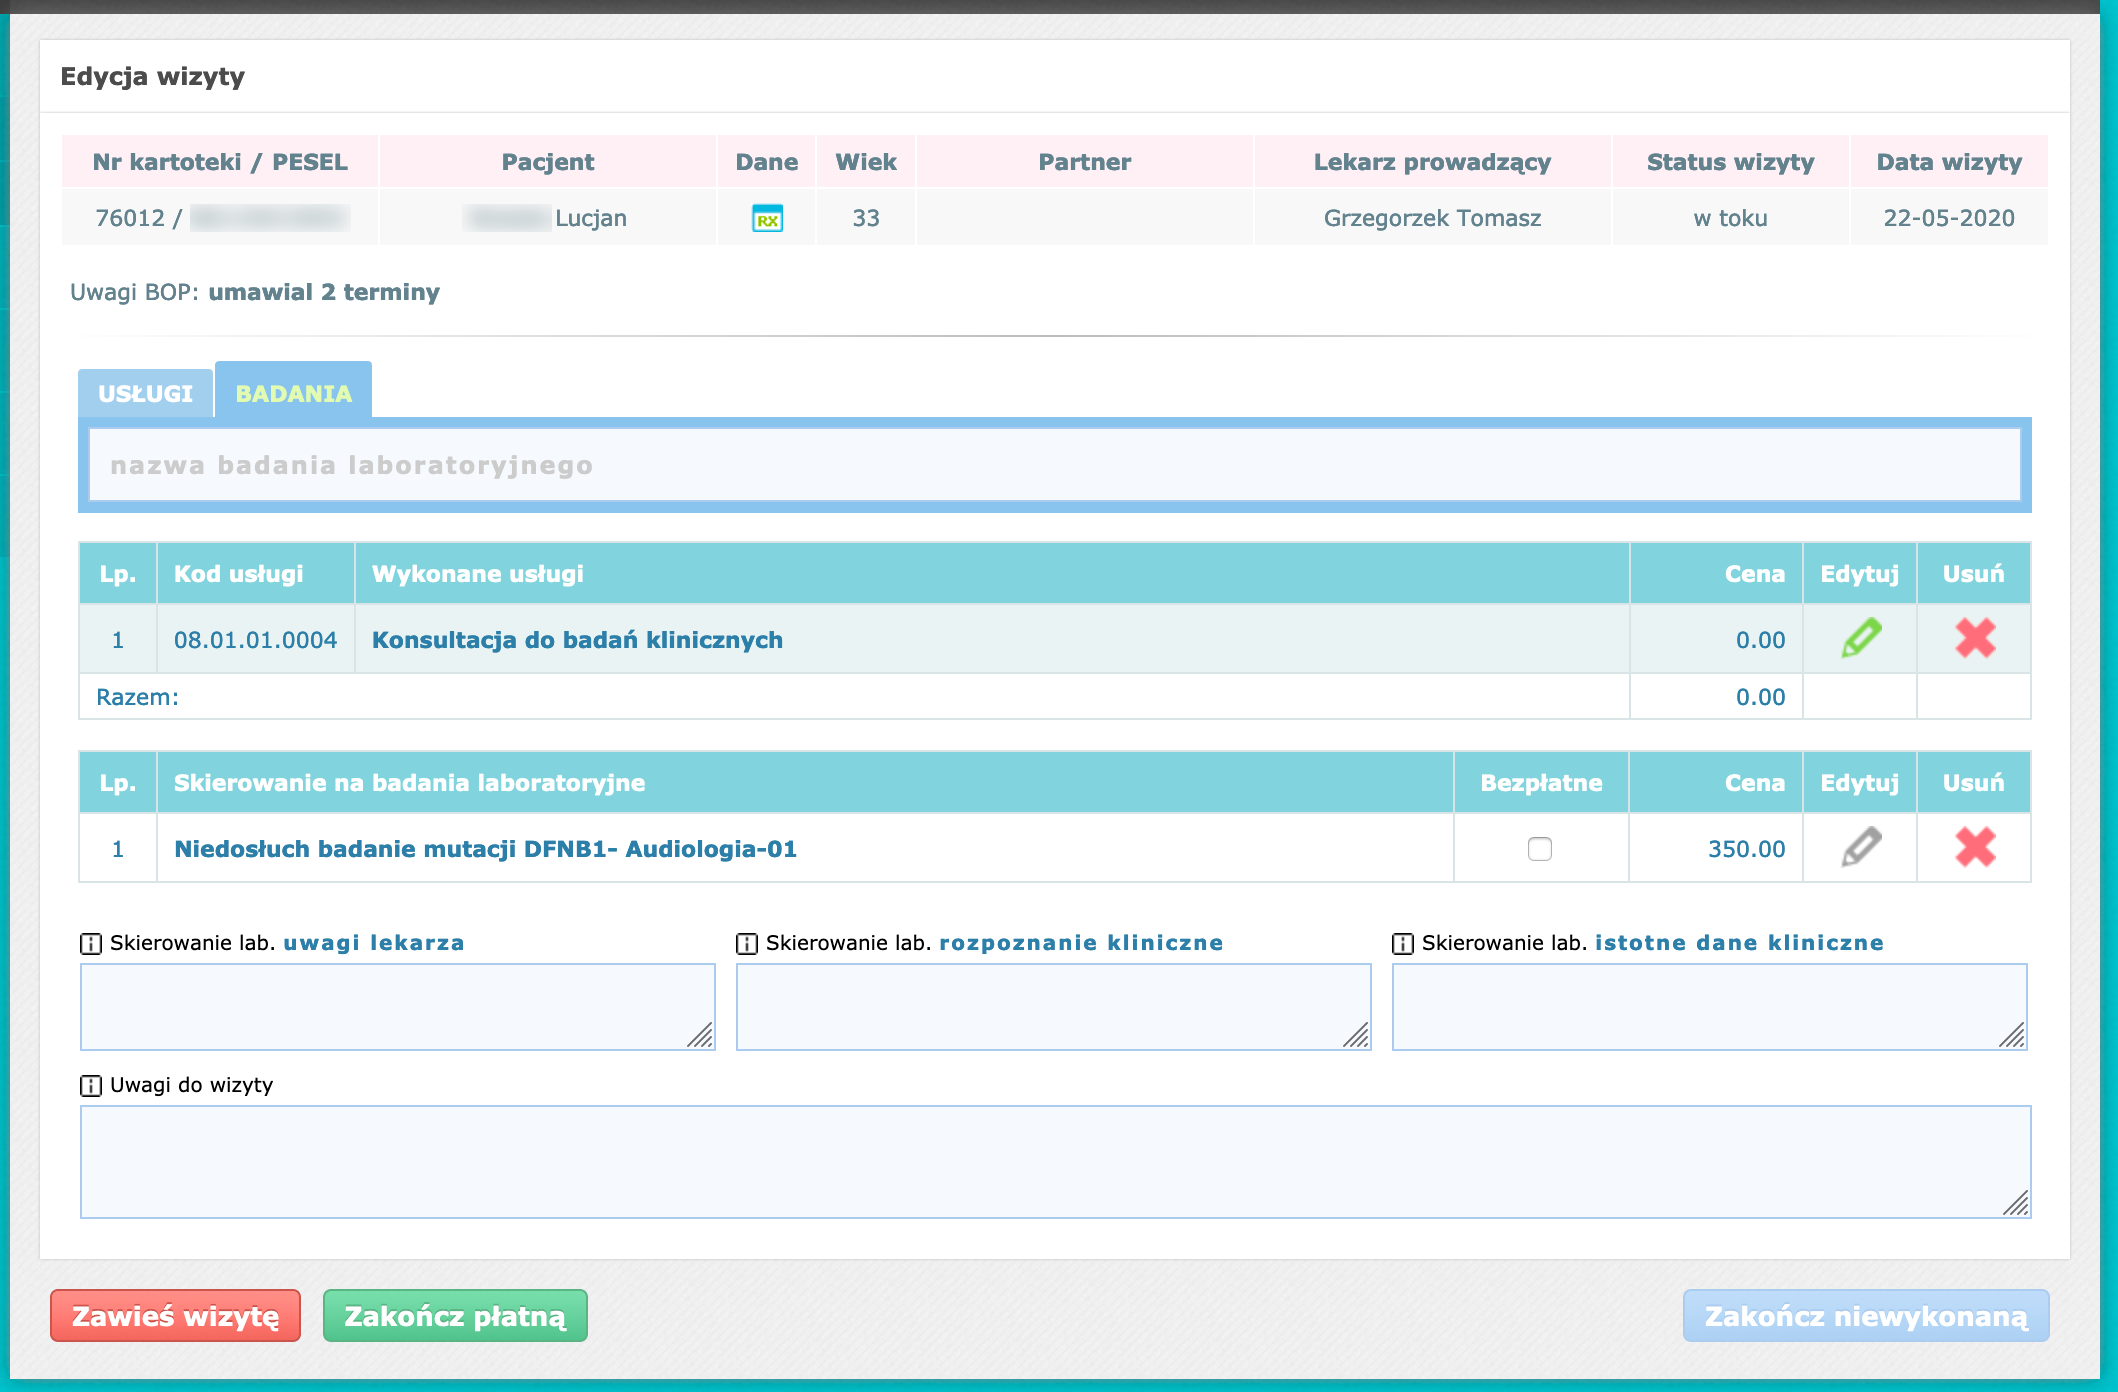 Edycja wizyty
Nr kartoteki / PESEL Pacjent Dane Wiek Partner Lekarz prowadzący Status wizyty Data wizyty
76012 / Lucjan RX 33 Grzegorzek Tomasz w toku 22-05-2020
Uwagi BOP: umawial 2 terminy
USŁUGI BADANIA
nazwa badania laboratoryjnego
Lp. Kod usługi Wykonane usługi Cena Edytuj Usuń
1 08.01.01.0004 Konsultacja do badań klinicznych 0.00
Razem: 0.00
Lp. Skierowanie na badania laboratoryjne Bezpłatne Cena Edytuj Usuń
1 Niedosłuch badanie mutacji DFNB1- Audiologia-01 350.00
i Skierowanie lab. uwagi lekarza i Skierowanie lab. rozpoznanie kliniczne i Skierowanie lab. istotne dane kliniczne
i Uwagi do wizyty
Zawieś wizytę Zakończ płatną Zakończ niewykonaną